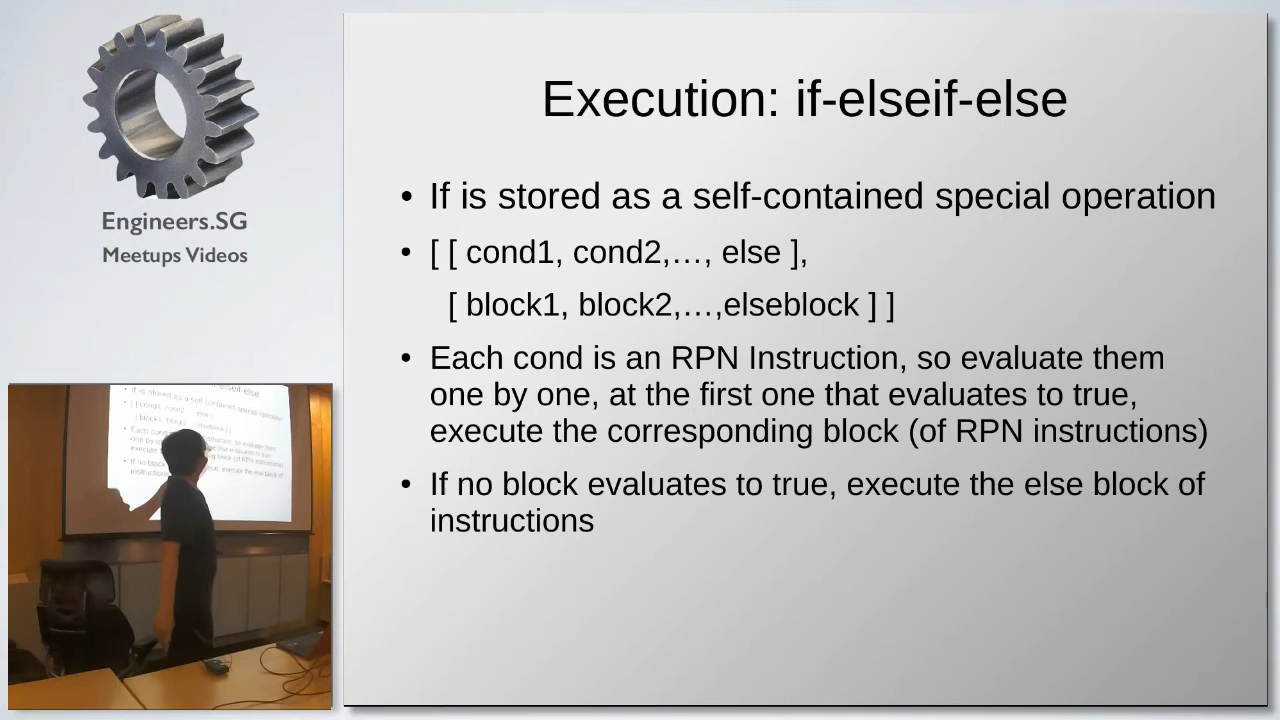 Engineers.SG
Meetups Videos
Execution: if-elseif-else
• If is stored as a self-contained special operation
• [ [ cond1, cond2,…, else ],
[ block1, block2,…,elseblock ] ]
• Each cond is an RPN Instruction, so evaluate them
one by one, at the first one that evaluates to true,
execute the corresponding block (of RPN instructions)
• If no block evaluates to true, execute the else block of
instructions